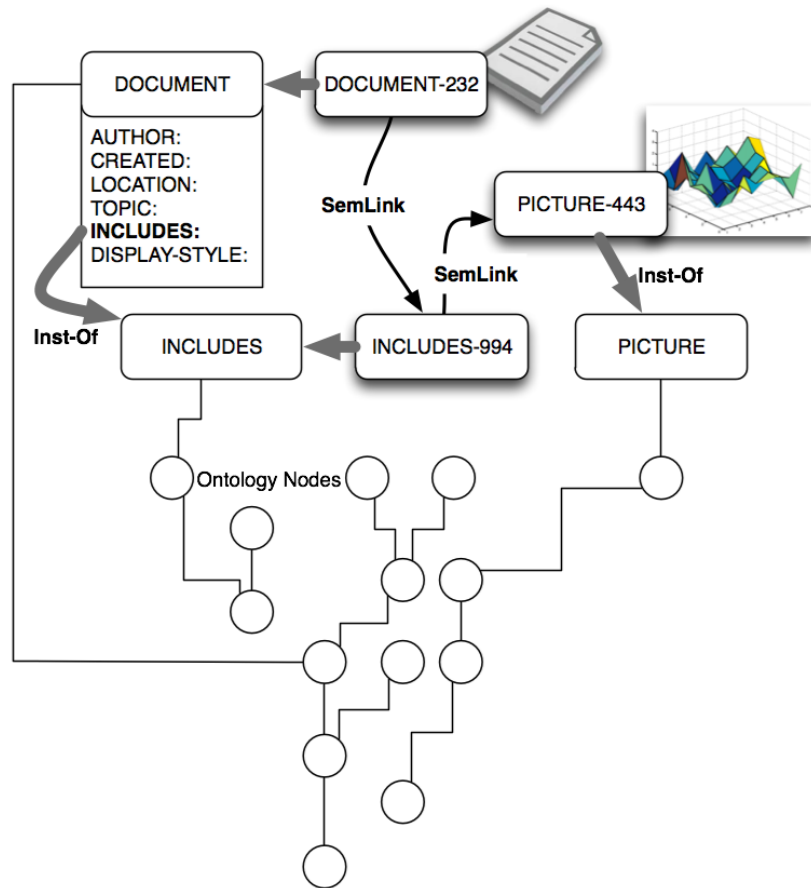 DOCUMENT
DOCUMENT-232
AUTHOR:
CREATED:
LOCATION:
TOPIC:
INCLUDES:
DISPLAY-STYLE:
SemLink
PICTURE-443
SemLink
Inst-Of
Inst-Of
INCLUDES
INCLUDES-994
PICTURE
Ontology Nodes